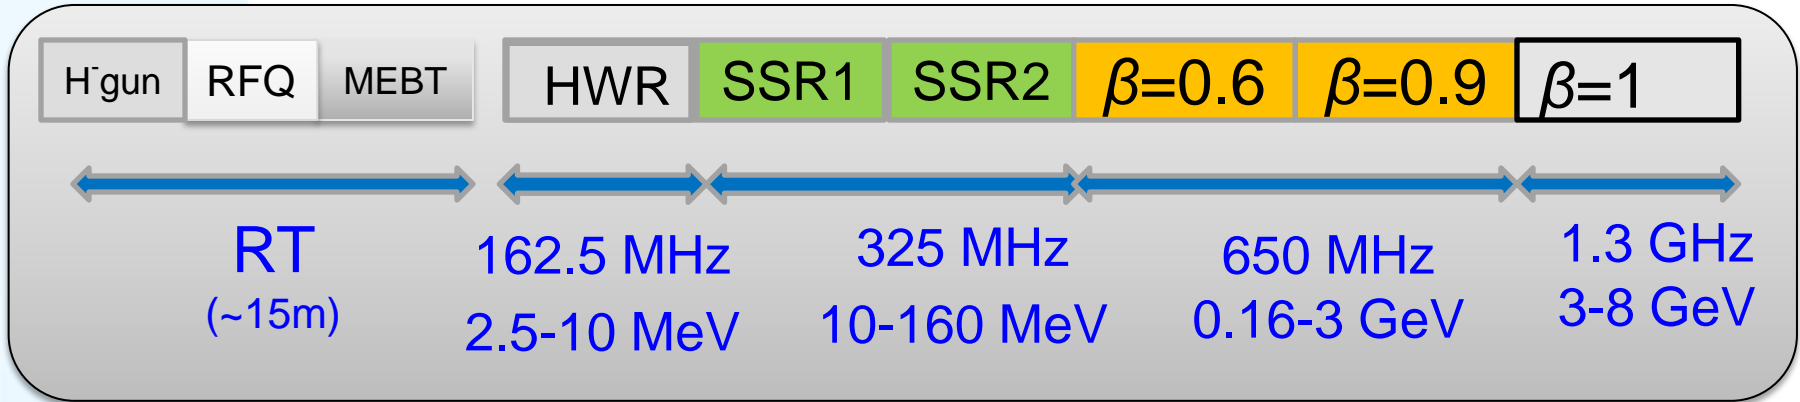 H⁻gun RFQ MEBT HWR SSR1 SSR2 β=0.6 β=0.9 β=1
RT 162.5 MHz 325 MHz 650 MHz 1.3 GHz
(~15m) 2.5-10 MeV 10-160 MeV 0.16-3 GeV 3-8 GeV